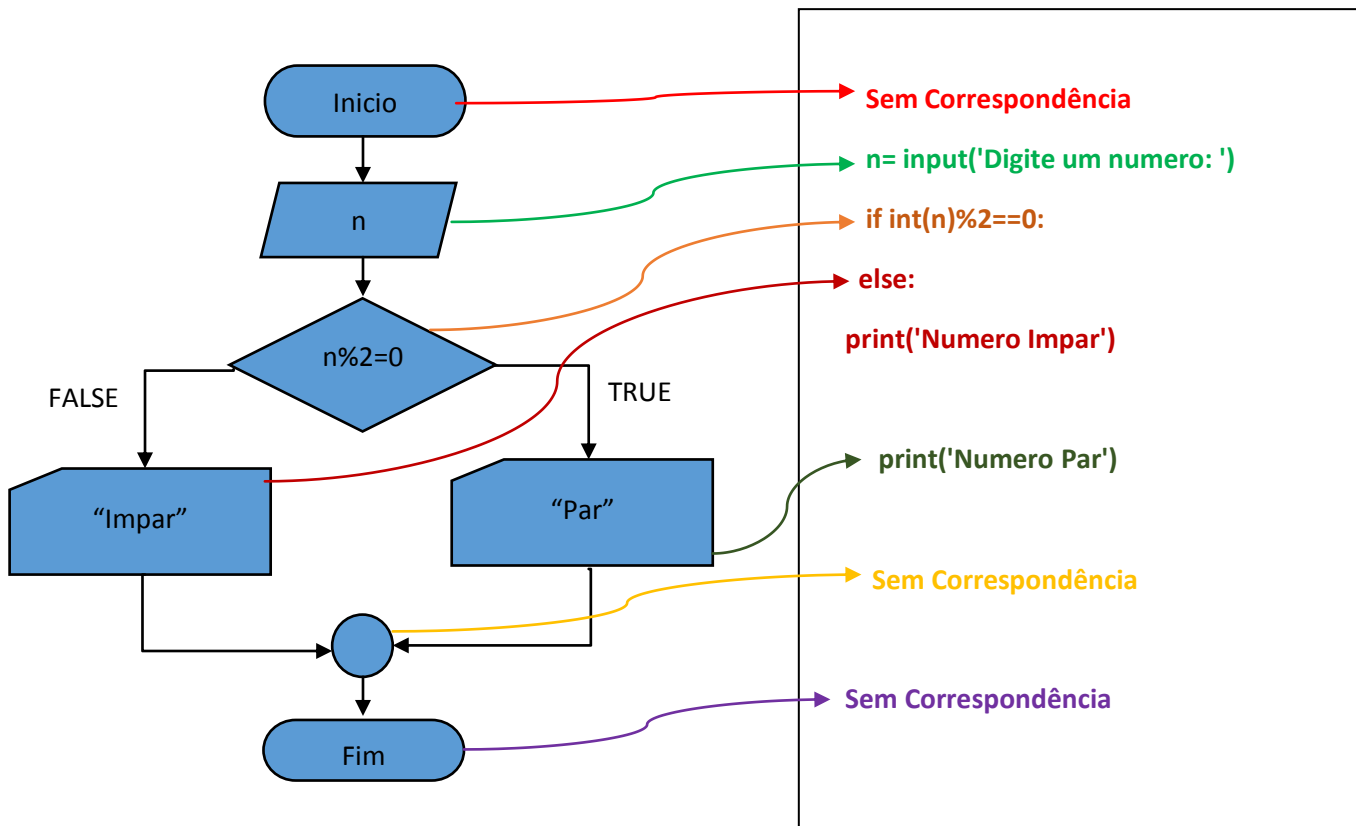 Inicio
n
n%2=0
FALSE
TRUE
“Impar”
“Par”
Fim
Sem Correspondência
n= input('Digite um numero: ')
if int(n)%2==0:
else:
print('Numero Impar')
print('Numero Par')
Sem Correspondência
Sem Correspondência